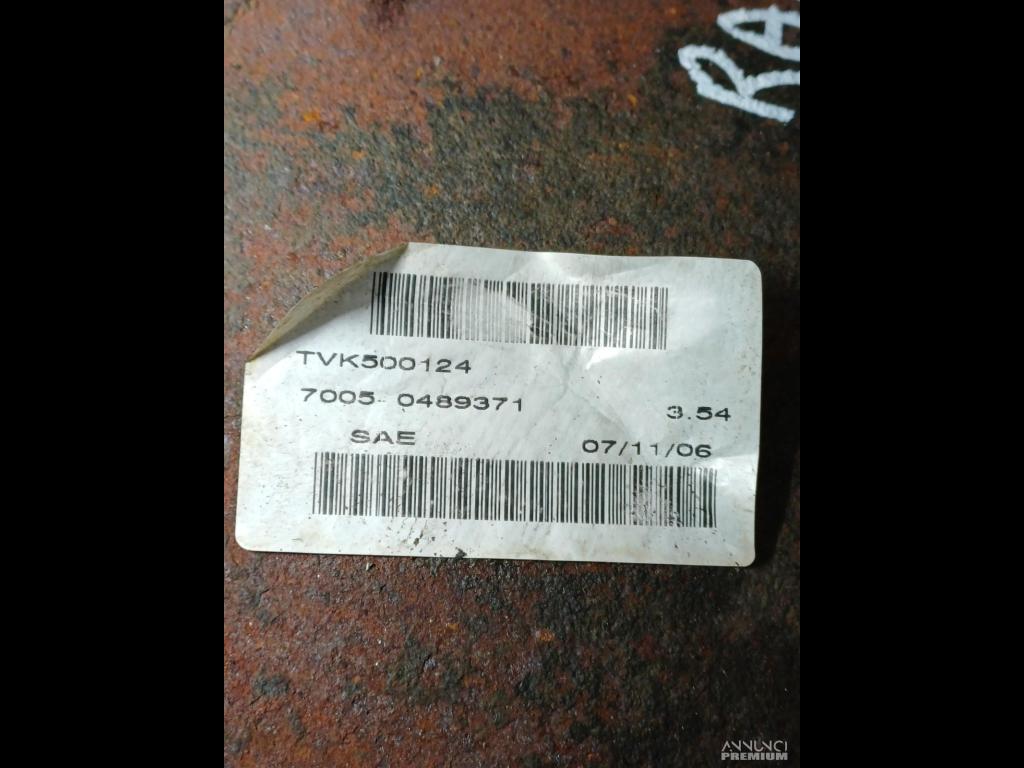 RA
TVK500124
7005 0489371
3.54
SAE
07/11/06
ANNUNCI
PREMIUM